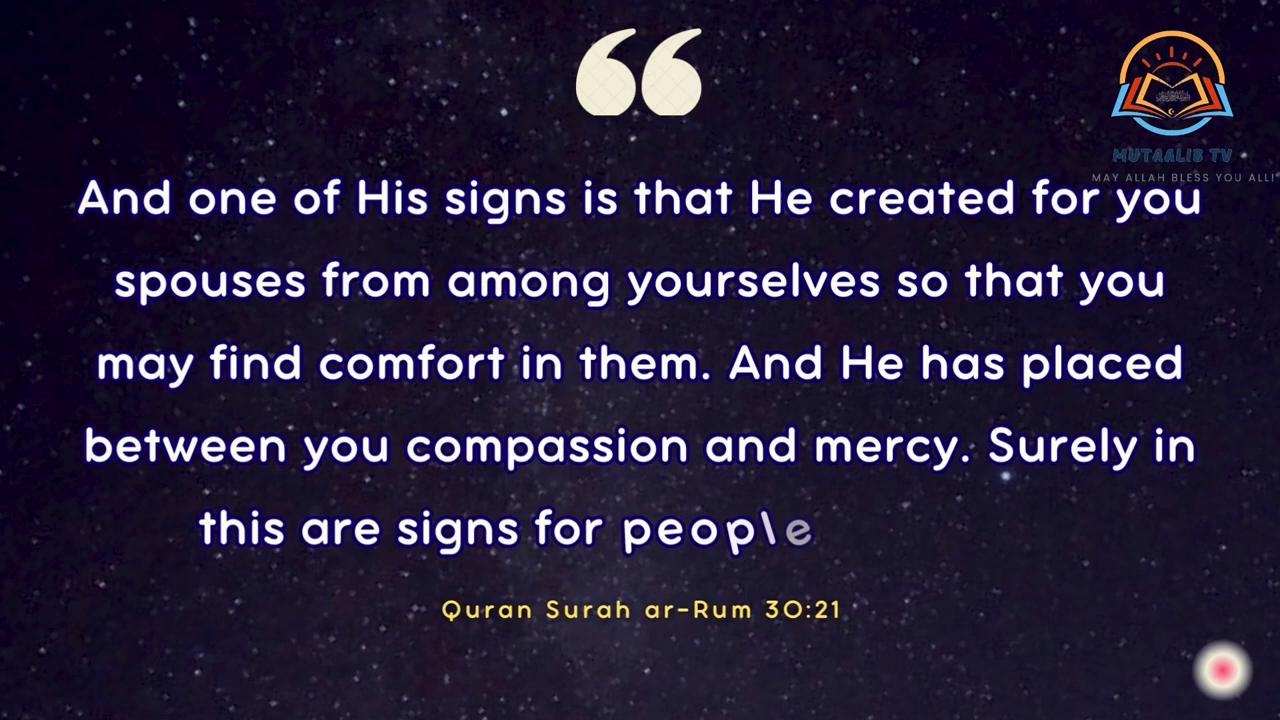 “
MUTAALIB TV
MAY ALLAH BLESS YOU ALL!
And one of His signs is that He created for you
spouses from among yourselves so that you
may find comfort in them. And He has placed
between you compassion and mercy. Surely in
this are signs for people
Quran Surah ar-Rum 30:21